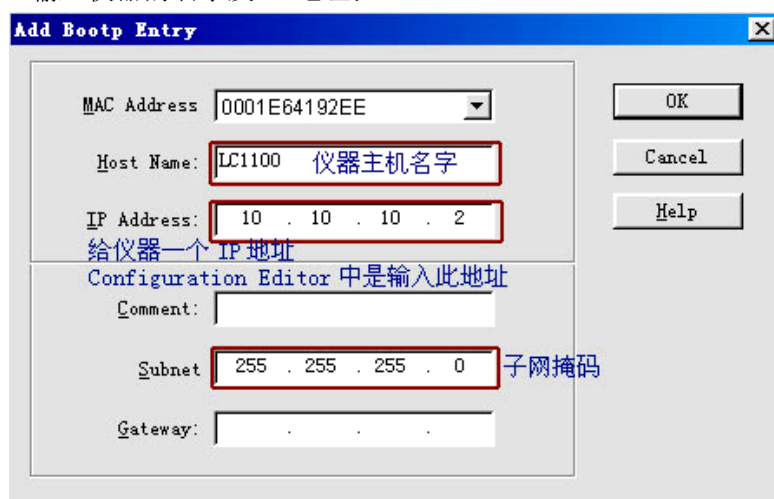 Add Bootp Entry
MAC Address 0001E64192EE OK
Host Name: LC1100 仪器主机名字 Cancel
IP Address: 10 . 10 . 10 . 2 Help
给仪器一个 IP 地址
Configuration Editor 中是输入此地址
Comment:
Subnet 255 . 255 . 255 . 0 子网掩码
Gateway: . . .